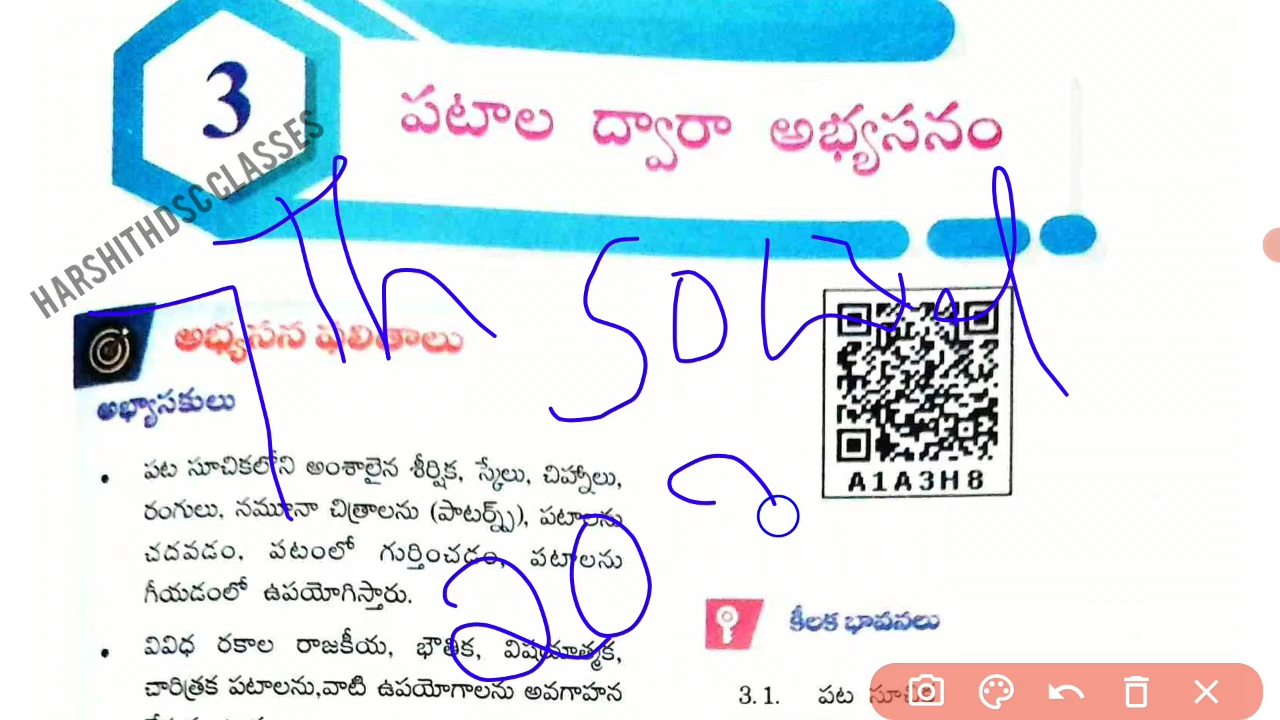 3
పటాల ద్వారా అభ్యసనం
HARSHITHDSC CLASSES
7th social
అధ్యసన ఫలితాలు
అభ్యాసకులు
• పట సూచికలోని అంశాలైన శీర్షిక, స్కేలు, చిహ్నాలు,
రంగులు, నమూనా చిత్రాలను (పాటర్న్స్), పటాలను
చదవడం, పటంలో గుర్తించడం, పటాలను
గీయడంలో ఉపయోగిస్తారు.
• వివిధ రకాల రాజకీయ, భౌతిక, విషయాత్మక,
చారిత్రక పటాలను,వాటి ఉపయోగాలను అవగాహన
A1A3H8
20
కీలక భావనలు
3.1. పట సూచిక